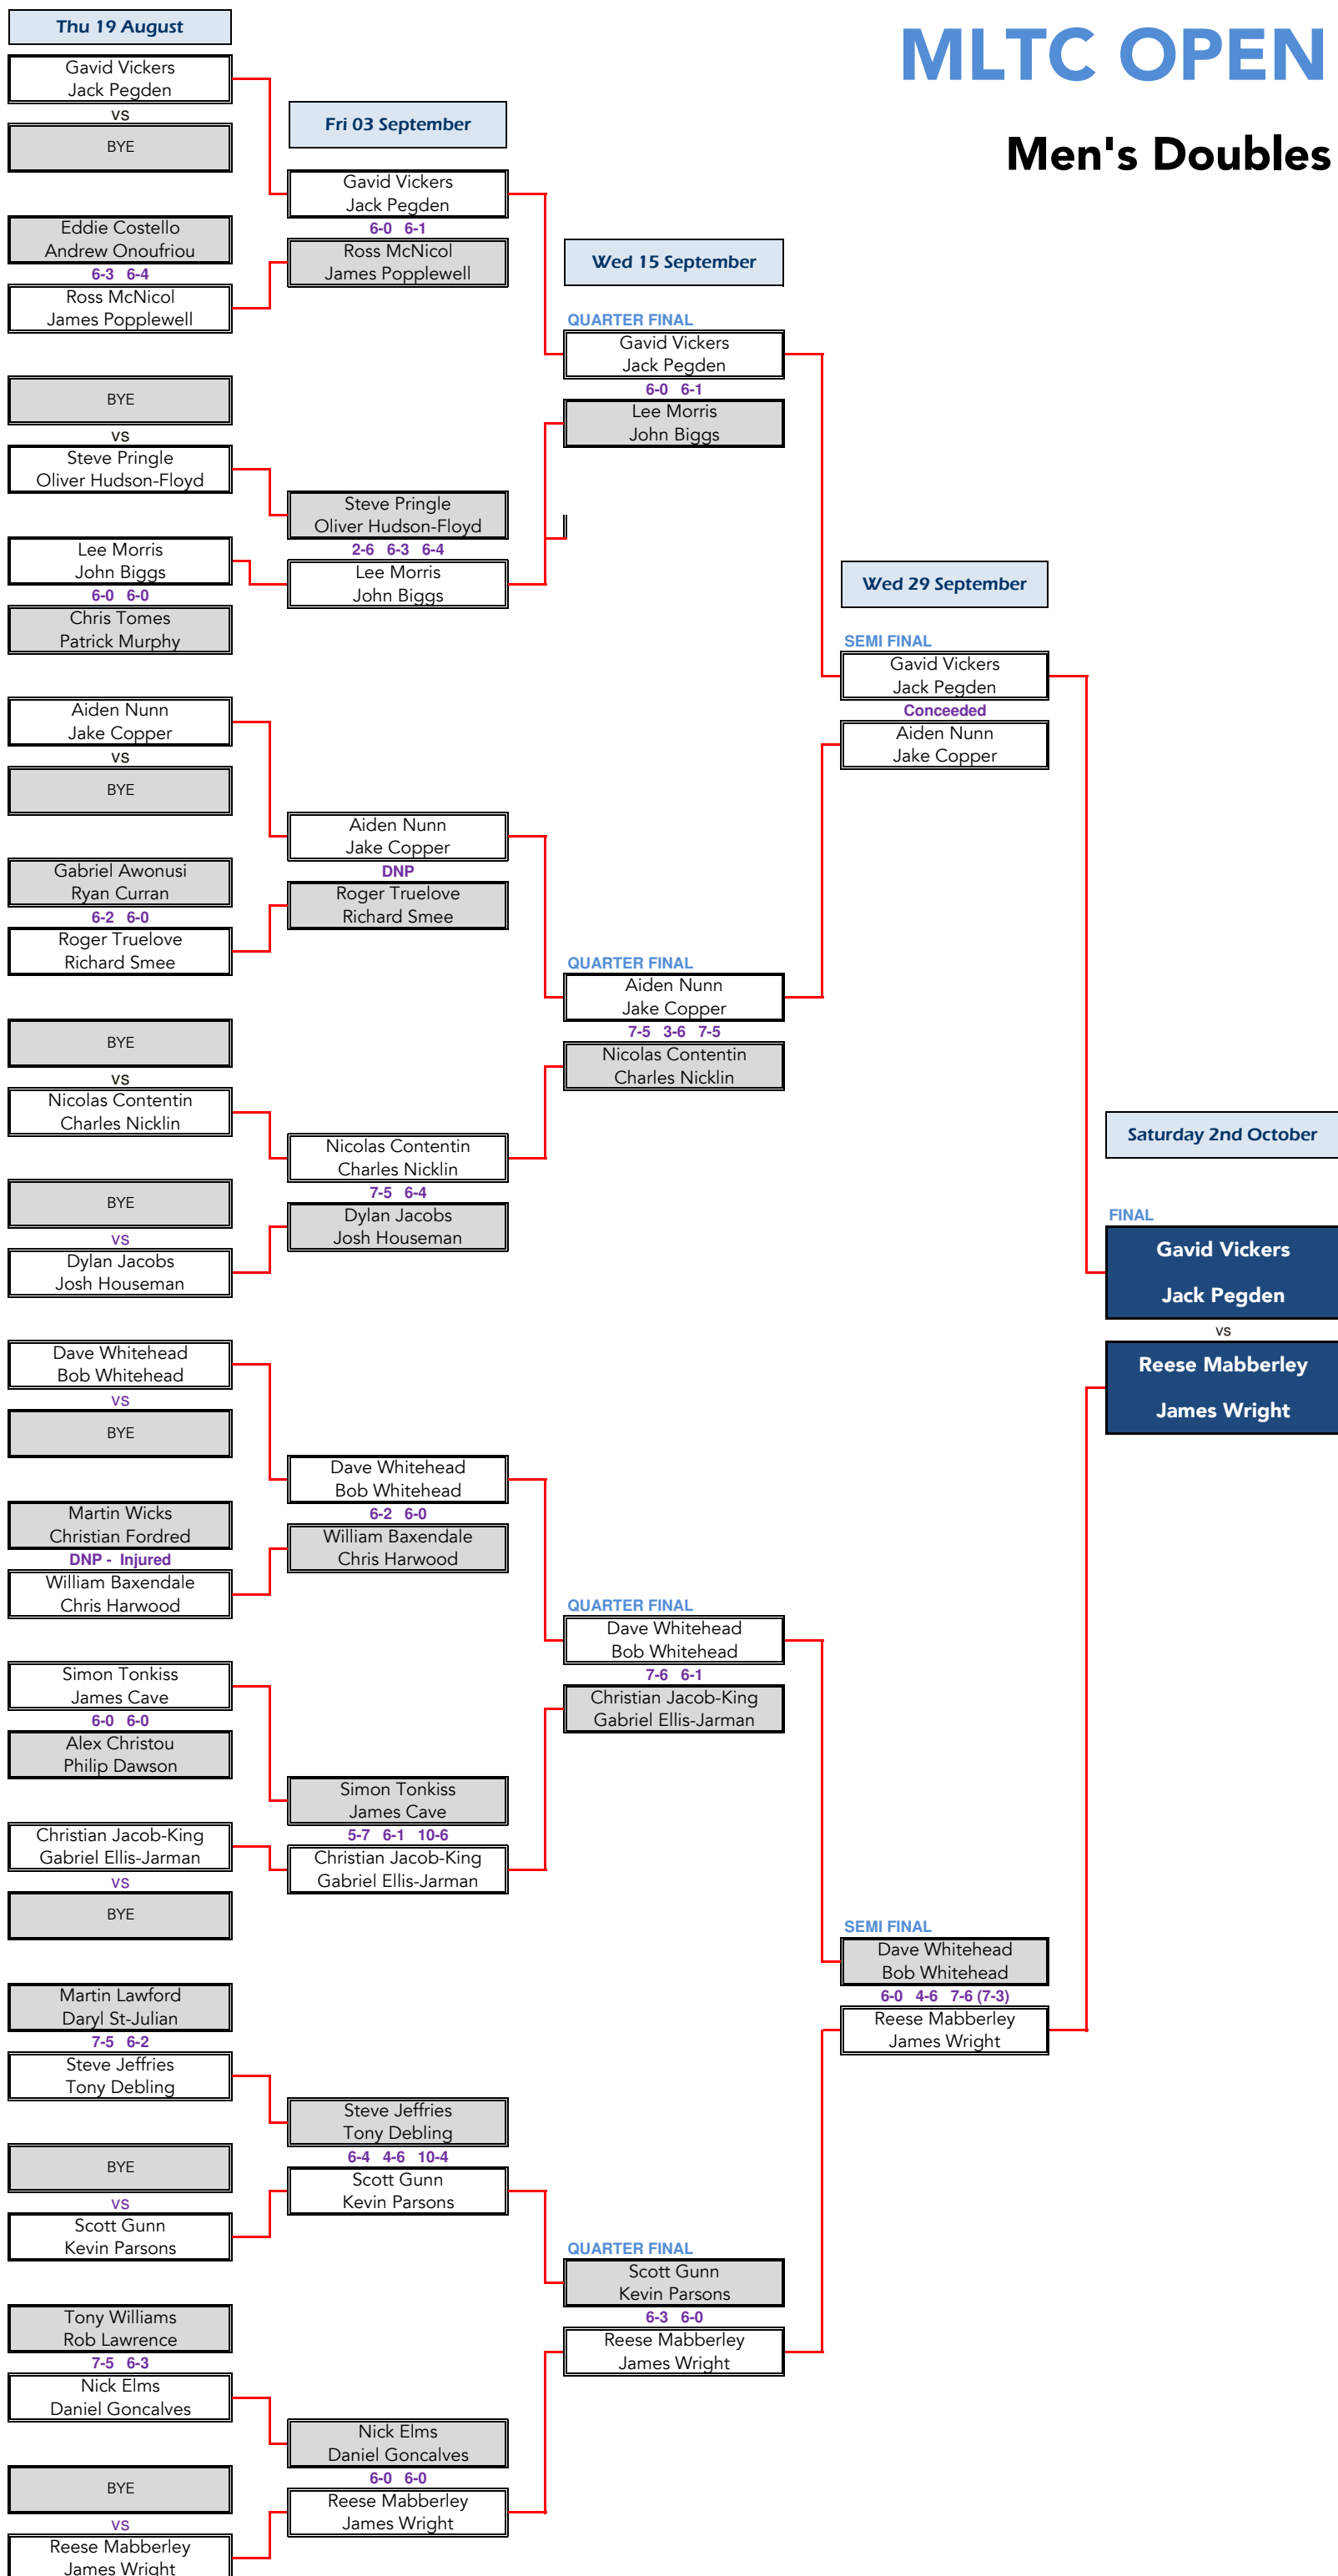 MLTC OPEN
Men's Doubles
Thu 19 August
Gavid Vickers
Jack Pegden
vs
BYE
Eddie Costello
Andrew Onoufriou
6-3 6-4
Ross McNicol
James Popplewell
BYE
vs
Steve Pringle
Oliver Hudson-Floyd
Lee Morris
John Biggs
6-0 6-0
Chris Tomes
Patrick Murphy
Aiden Nunn
Jake Copper
vs
BYE
Gabriel Awonusi
Ryan Curran
6-2 6-0
Roger Truelove
Richard Smee
BYE
vs
Nicolas Contentin
Charles Nicklin
BYE
vs
Dylan Jacobs
Josh Houseman
Dave Whitehead
Bob Whitehead
vs
BYE
Martin Wicks
Christian Fordred
DNP - Injured
William Baxendale
Chris Harwood
Simon Tonkiss
James Cave
6-0 6-0
Alex Christou
Philip Dawson
Christian Jacob-King
Gabriel Ellis-Jarman
vs
BYE
Martin Lawford
Daryl St-Julian
7-5 6-2
Steve Jeffries
Tony Debling
BYE
vs
Scott Gunn
Kevin Parsons
Tony Williams
Rob Lawrence
7-5 6-3
Nick Elms
Daniel Goncalves
BYE
vs
Reese Mabberley
James Wright
Fri 03 September
Gavid Vickers
Jack Pegden
6-0 6-1
Ross McNicol
James Popplewell
Steve Pringle
Oliver Hudson-Floyd
2-6 6-3 6-4
Lee Morris
John Biggs
Aiden Nunn
Jake Copper
DNP
Roger Truelove
Richard Smee
Nicolas Contentin
Charles Nicklin
7-5 6-4
Dylan Jacobs
Josh Houseman
Dave Whitehead
Bob Whitehead
6-2 6-0
William Baxendale
Chris Harwood
Simon Tonkiss
James Cave
5-7 6-1 10-6
Christian Jacob-King
Gabriel Ellis-Jarman
Steve Jeffries
Tony Debling
6-4 4-6 10-4
Scott Gunn
Kevin Parsons
Nick Elms
Daniel Goncalves
6-0 6-0
Reese Mabberley
James Wright
Wed 15 September
QUARTER FINAL
Gavid Vickers
Jack Pegden
6-0 6-1
Lee Morris
John Biggs
QUARTER FINAL
Aiden Nunn
Jake Copper
7-5 3-6 7-5
Nicolas Contentin
Charles Nicklin
QUARTER FINAL
Dave Whitehead
Bob Whitehead
7-6 6-1
Christian Jacob-King
Gabriel Ellis-Jarman
QUARTER FINAL
Scott Gunn
Kevin Parsons
6-3 6-0
Reese Mabberley
James Wright
Wed 29 September
SEMI FINAL
Gavid Vickers
Jack Pegden
Conceeded
Aiden Nunn
Jake Copper
SEMI FINAL
Dave Whitehead
Bob Whitehead
6-0 4-6 7-6 (7-3)
Reese Mabberley
James Wright
Saturday 2nd October
FINAL
Gavid Vickers
Jack Pegden
vs
Reese Mabberley
James Wright